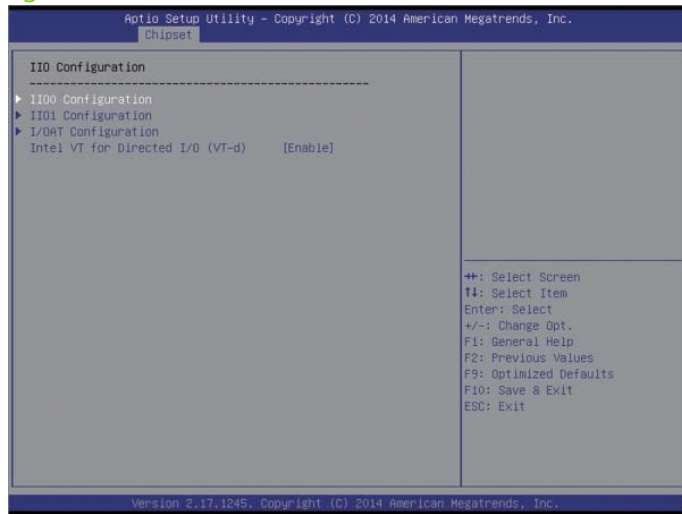 Aptio Setup Utility – Copyright (C) 2014 American Megatrends, Inc.
Chipset
IIO Configuration
--------------------------------------------------
IIO0 Configuration
IIO1 Configuration
I/OAT Configuration
Intel VT for Directed I/O (VT-d) [Enable]
→←: Select Screen
↑↓: Select Item
Enter: Select
+/-: Change Opt.
F1: General Help
F2: Previous Values
F9: Optimized Defaults
F10: Save & Exit
ESC: Exit
Version 2.17.1245. Copyright (C) 2014 American Megatrends, Inc.